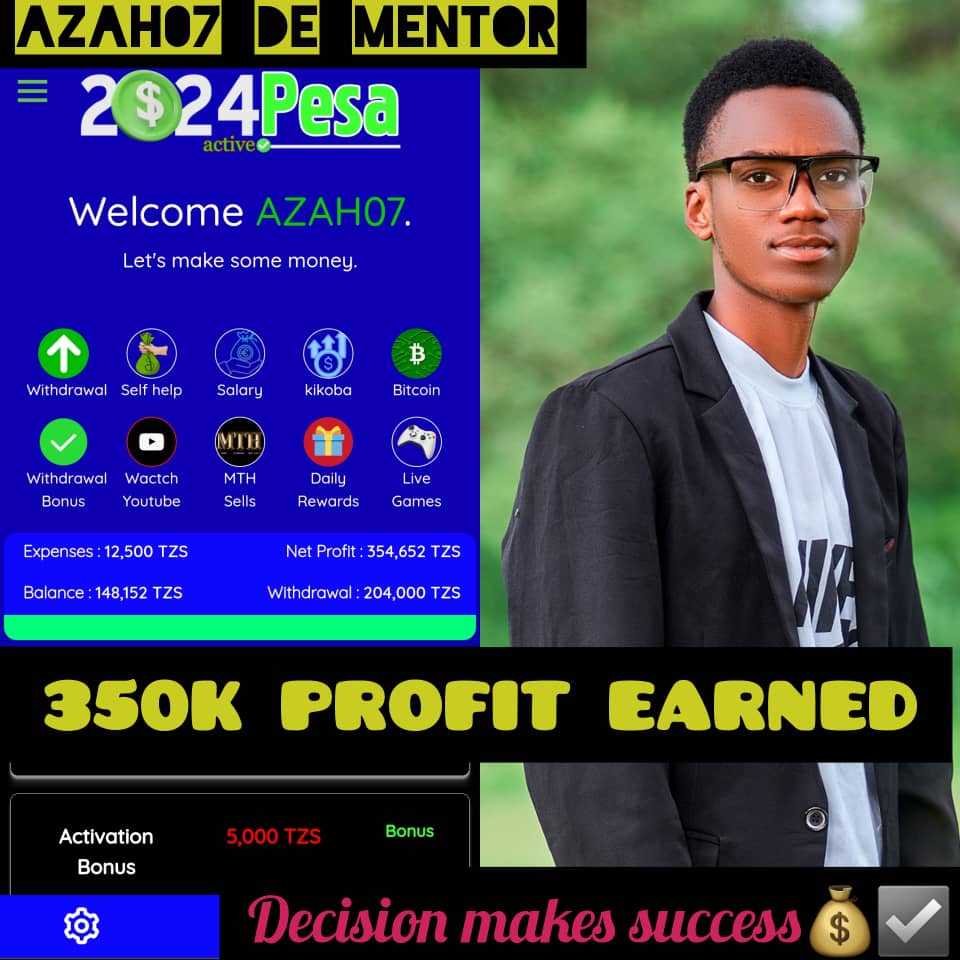 AZAH07 DE MENTOR
2024Pesa
active
Welcome AZAH07.
Let's make some money.
Withdrawal Self help Salary kikoba Bitcoin
MTH
Withdrawal Wactch MTH Daily Live
Bonus Youtube Sells Rewards Games
Expenses : 12,500 TZS Net Profit : 354,652 TZS
Balance : 148,152 TZS Withdrawal : 204,000 TZS
350K PROFIT EARNED
Activation 5,000 TZS Bonus
Bonus
Decision makes success